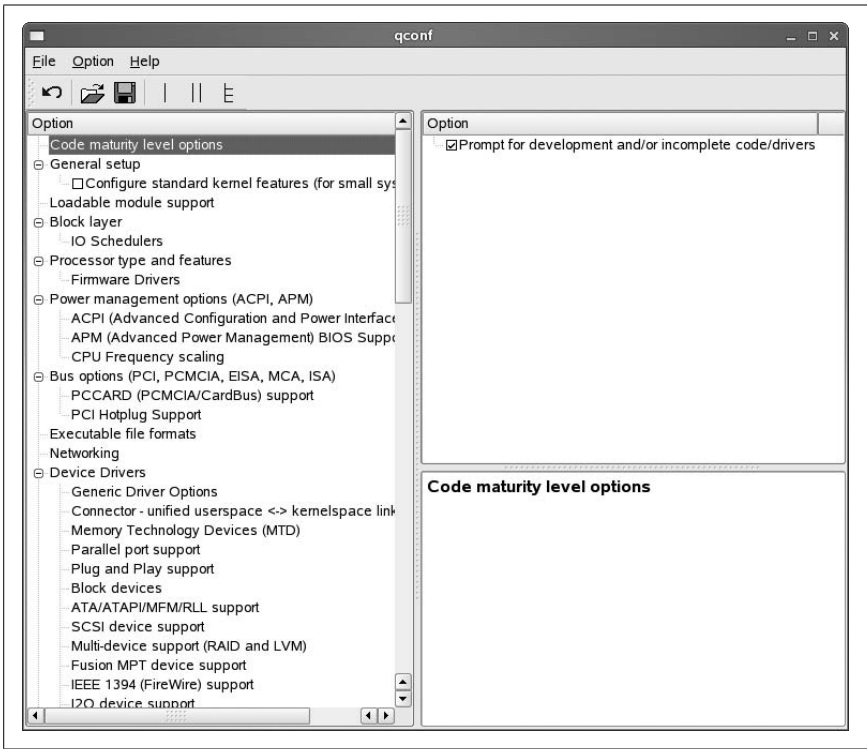 qconf
File Option Help
Option
Code maturity level options
General setup
Configure standard kernel features (for small sys
Loadable module support
Block layer
IO Schedulers
Processor type and features
Firmware Drivers
Power management options (ACPI, APM)
ACPI (Advanced Configuration and Power Interface
APM (Advanced Power Management) BIOS Suppo
CPU Frequency scaling
Bus options (PCI, PCMCIA, EISA, MCA, ISA)
PCCARD (PCMCIA/CardBus) support
PCI Hotplug Support
Executable file formats
Networking
Device Drivers
Generic Driver Options
Connector - unified userspace <-> kernelspace link
Memory Technology Devices (MTD)
Parallel port support
Plug and Play support
Block devices
ATA/ATAPI/MFM/RLL support
SCSI device support
Multi-device support (RAID and LVM)
Fusion MPT device support
IEEE 1394 (FireWire) support
I2O device support
Option
Prompt for development and/or incomplete code/drivers
Code maturity level options